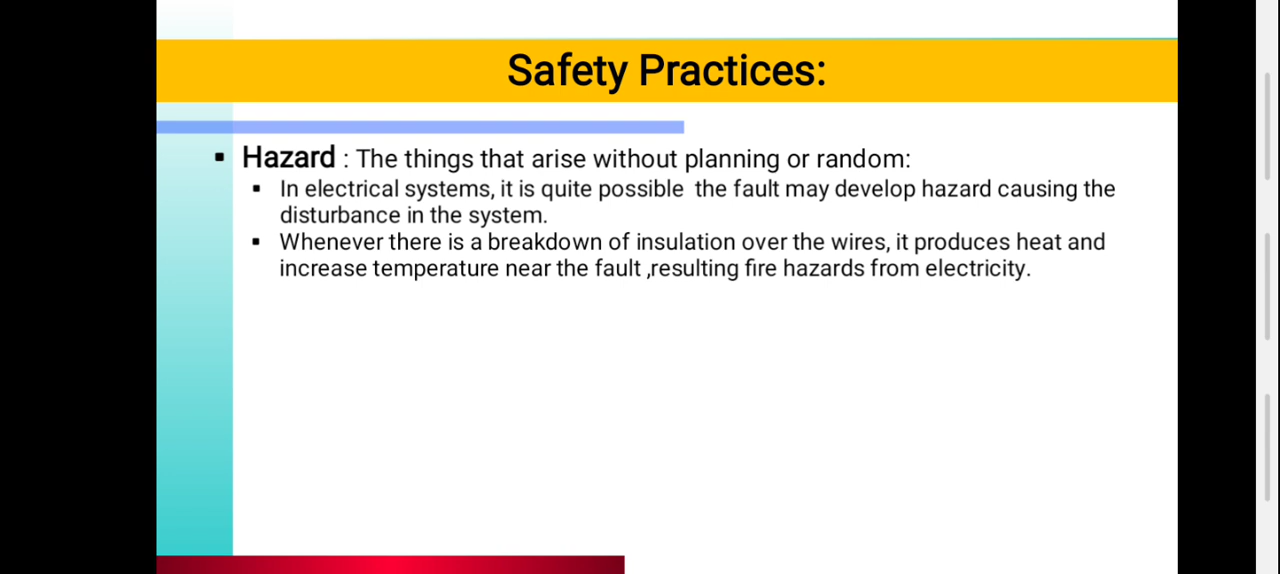 Safety Practices:
Hazard : The things that arise without planning or random:
In electrical systems, it is quite possible the fault may develop hazard causing the
disturbance in the system.
Whenever there is a breakdown of insulation over the wires, it produces heat and
increase temperature near the fault ,resulting fire hazards from electricity.